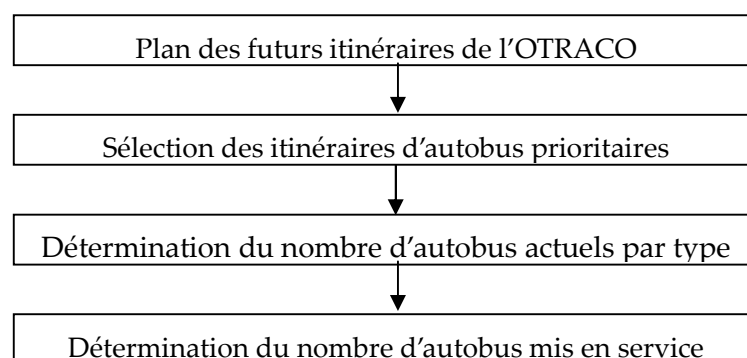 Plan des futurs itinéraires de l’OTRACO
Sélection des itinéraires d’autobus prioritaires
Détermination du nombre d’autobus actuels par type
Détermination du nombre d’autobus mis en service